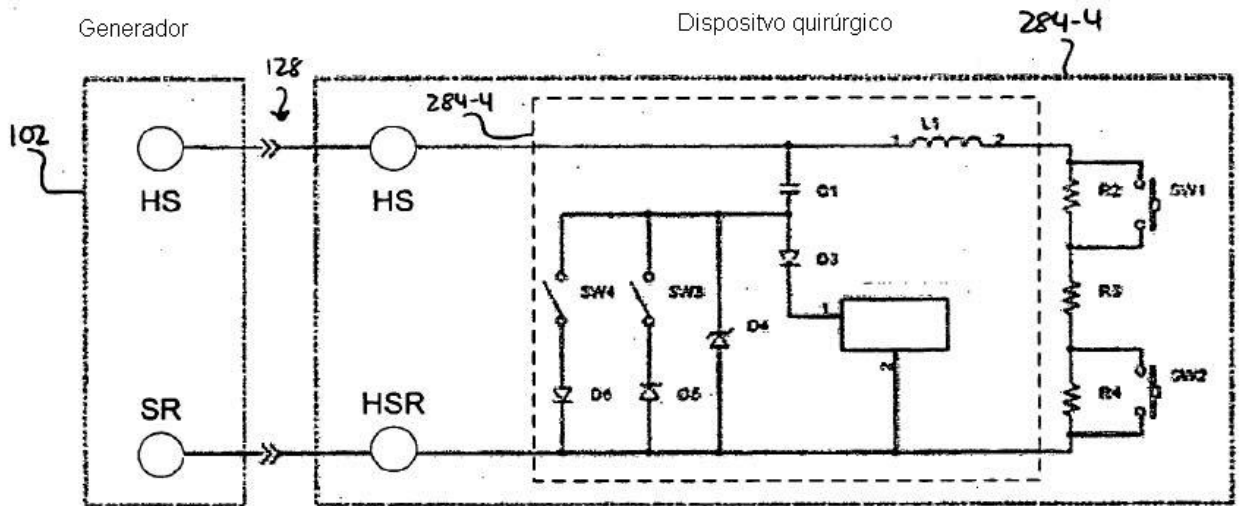 Generador
Dispositvo quirúrgico
284-4
128
284-4
102
L1
1
2
HS
HS
R2
SW1
C1
D3
SW4
SW3
D4
1
R3
2
D6
D5
R4
SW2
SR
HSR